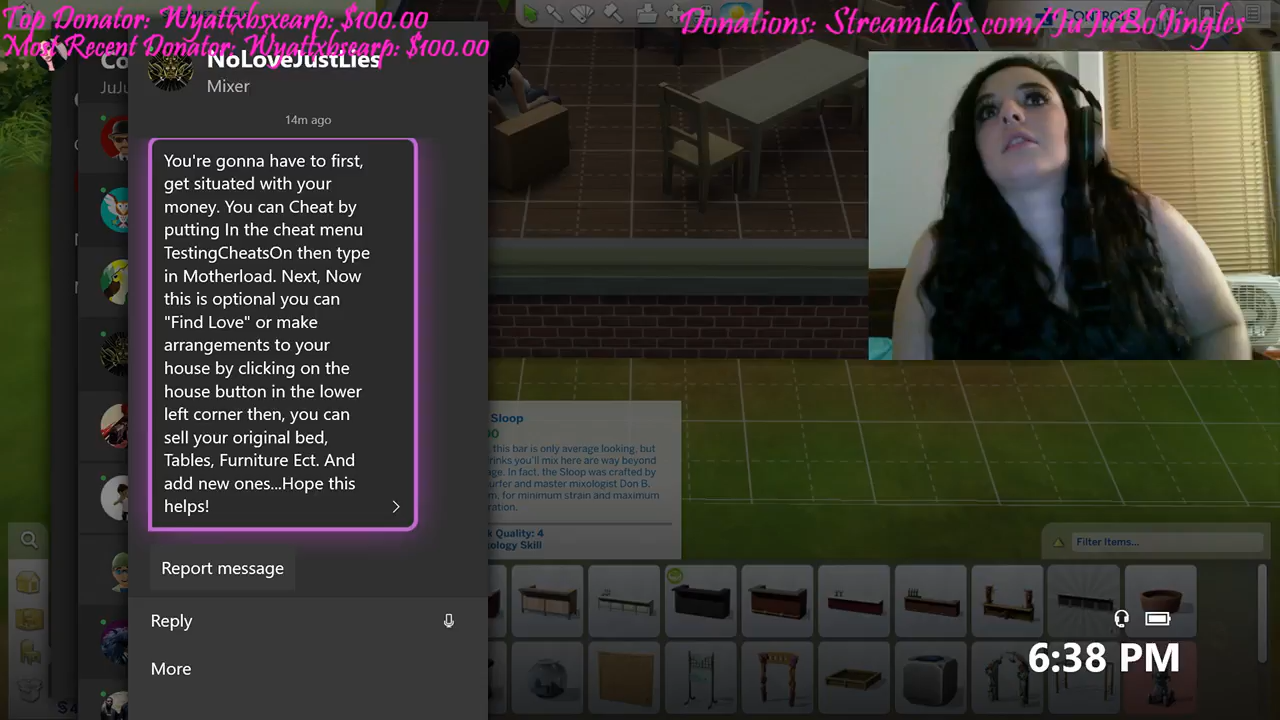 Top Donator: Wyattxbsxearp: $100.00
Most Recent Donator: Wyattxbsxearp: $100.00
Donations: Streamlabs.com/JuJuBoJingles
Co
JuJu
NoLoveJustLies
Mixer
14m ago
You're gonna have to first,
get situated with your
money. You can Cheat by
putting In the cheat menu
TestingCheatsOn then type
in Motherload. Next, Now
this is optional you can
"Find Love" or make
arrangements to your
house by clicking on the
house button in the lower
left corner then, you can
sell your original bed,
Tables, Furniture Ect. And
add new ones...Hope this
helps!
Report message
Reply
More
Sloop
this bar is only average looking, but
drinks you'll mix here are way beyond
In fact, the Sloop was crafted by
surfer and master mixologist Don B.
for minimum strain and maximum
Quality: 4
Skill
Filter Items...
6:38 PM